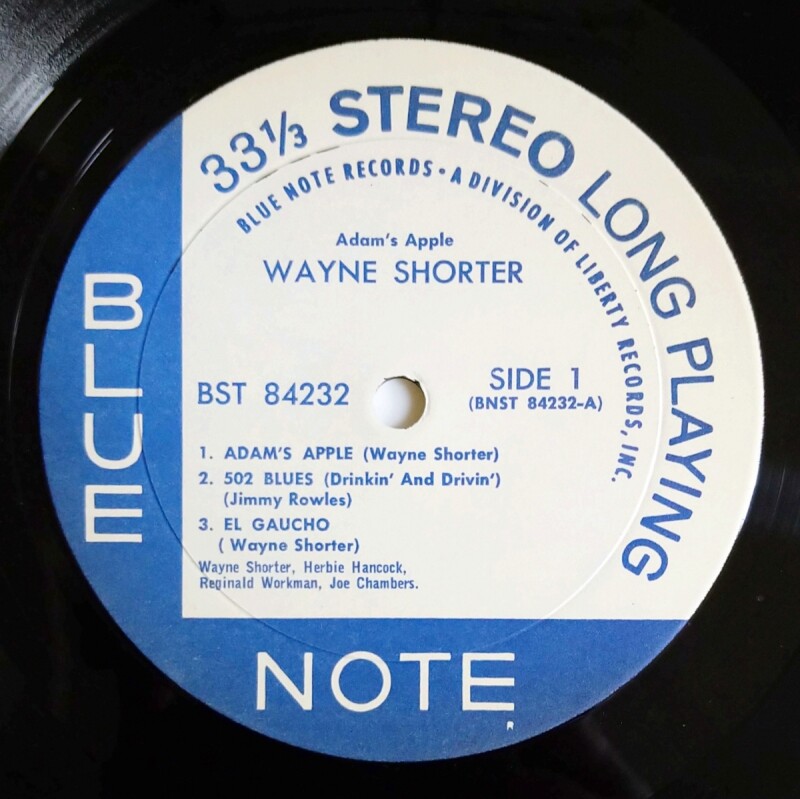 33⅓ STEREO LONG PLAYING
BLUE NOTE RECORDS • A DIVISION OF LIBERTY RECORDS, INC.
Adam's Apple
WAYNE SHORTER
BST 84232
SIDE 1
(BNST 84232-A)
1. ADAM'S APPLE (Wayne Shorter)
2. 502 BLUES (Drinkin' And Drivin')
(Jimmy Rowles)
3. EL GAUCHO
( Wayne Shorter)
Wayne Shorter, Herbie Hancock,
Reginald Workman, Joe Chambers.
BLUE
NOTE
R